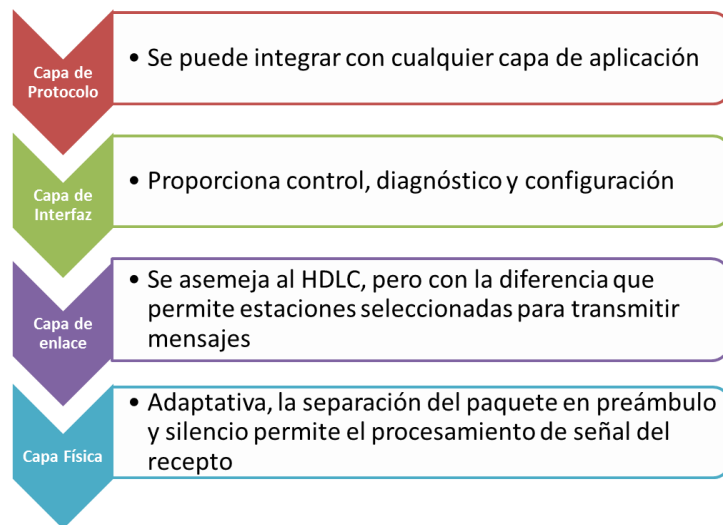 Capa de
Protocolo
• Se puede integrar con cualquier capa de aplicación
Capa de
Interfaz
• Proporciona control, diagnóstico y configuración
Capa de
enlace
• Se asemeja al HDLC, pero con la diferencia que
permite estaciones seleccionadas para transmitir
mensajes
Capa Física
• Adaptativa, la separación del paquete en preámbulo
y silencio permite el procesamiento de señal del
recepto